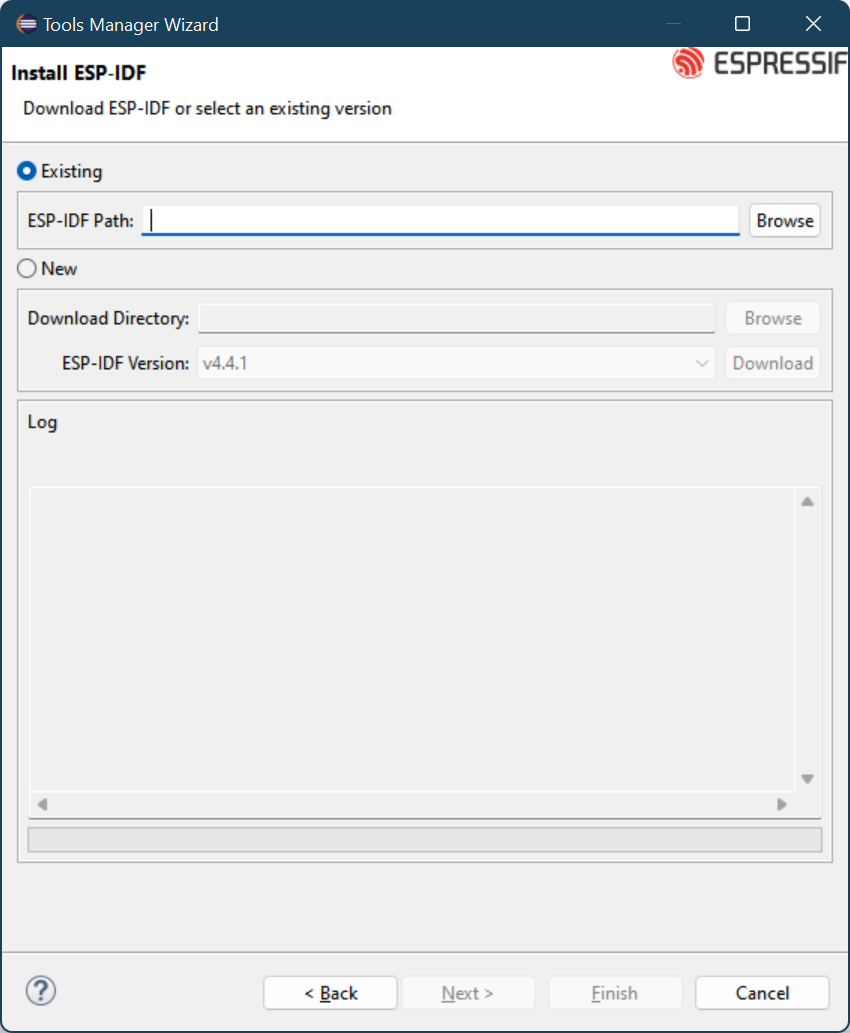 Tools Manager Wizard
ESPRESSIF
Install ESP-IDF
Download ESP-IDF or select an existing version
Existing
ESP-IDF Path: Browse
New
Download Directory: Browse
ESP-IDF Version: v4.4.1 Download
Log
? < Back Next > Finish Cancel